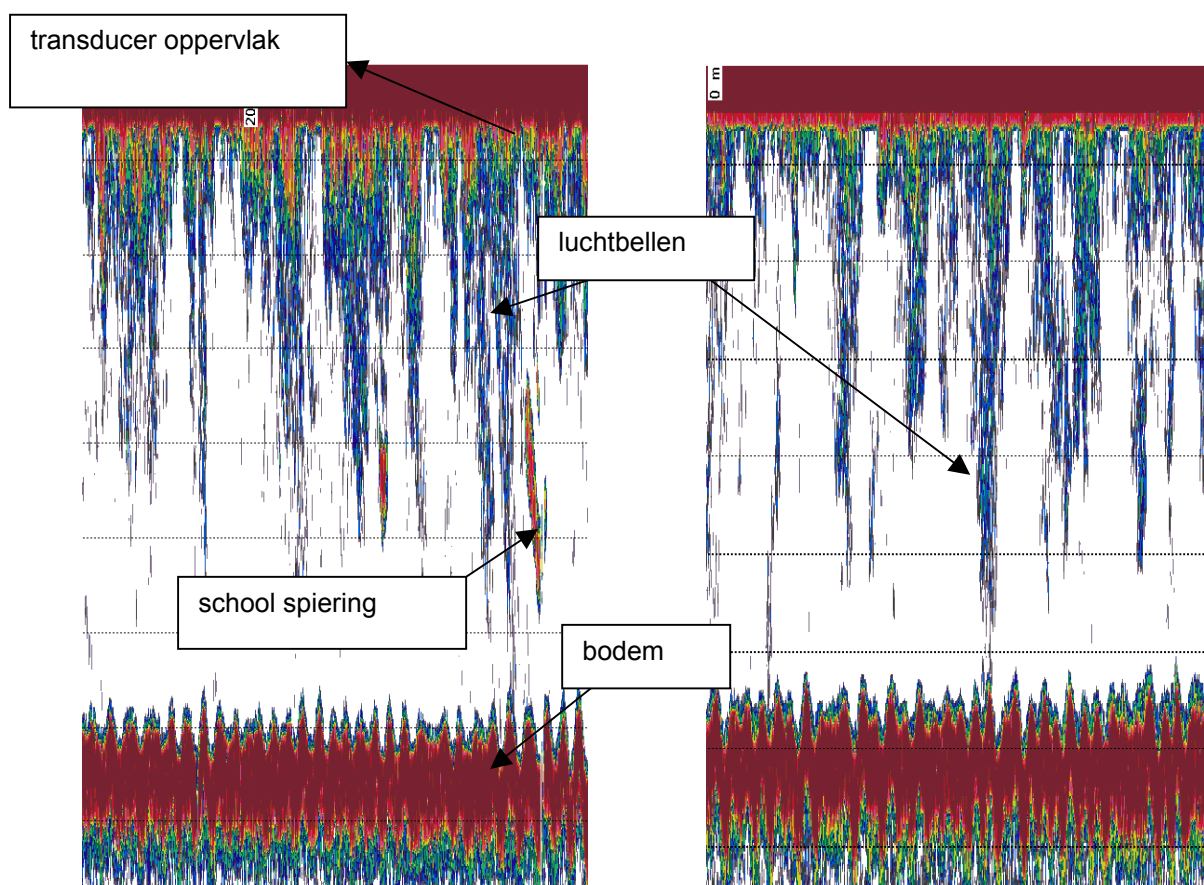 transducer oppervlak
20
0 m
luchtbellen
school spiering
bodem